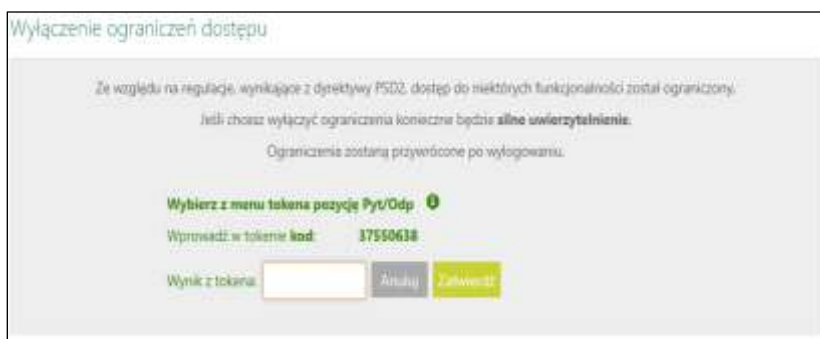 Wyłączenie ograniczeń dostępu
Ze względu na regulacje, wynikające z dyrektywy PSD2, dostęp do niektórych funkcjonalności został ograniczony.
Jeśli chcesz wyłączyć ograniczenia konieczne będzie silne uwierzytelnienie.
Ograniczenia zostaną przywrócone po wylogowaniu.
Wybierz z menu tokena pozycję Pyt/Odp
Wprowadź w tokenie kod: 37550638
Wynik z tokena: Anuluj Zatwierdź